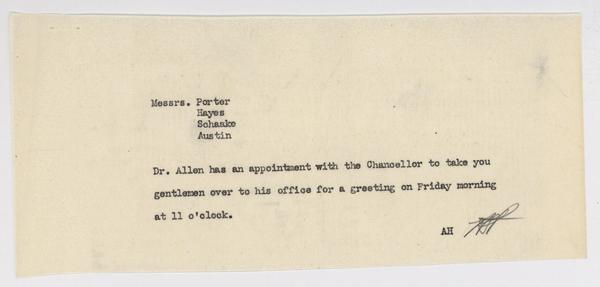 Messrs. Porter
Hayes
Schaake
Austin
Dr. Allen has an appointment with the Chancellor to take you
gentlemen over to his office for a greeting on Friday morning
at 11 o'clock.
AH